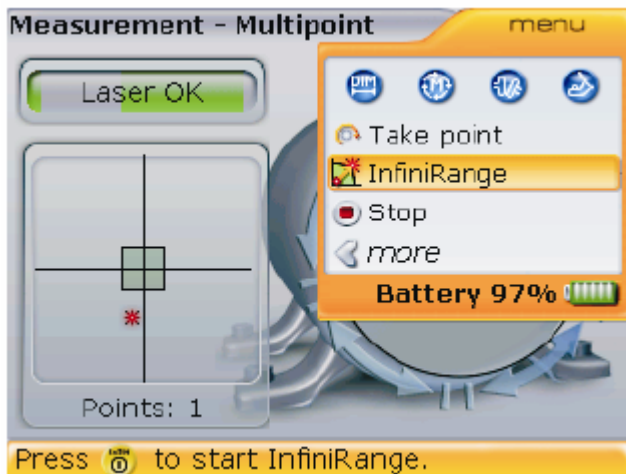 Measurement - Multipoint
menu
Laser OK
Take point
InfiniRange
Stop
more
Battery 97%
Points: 1
Press to start InfiniRange.